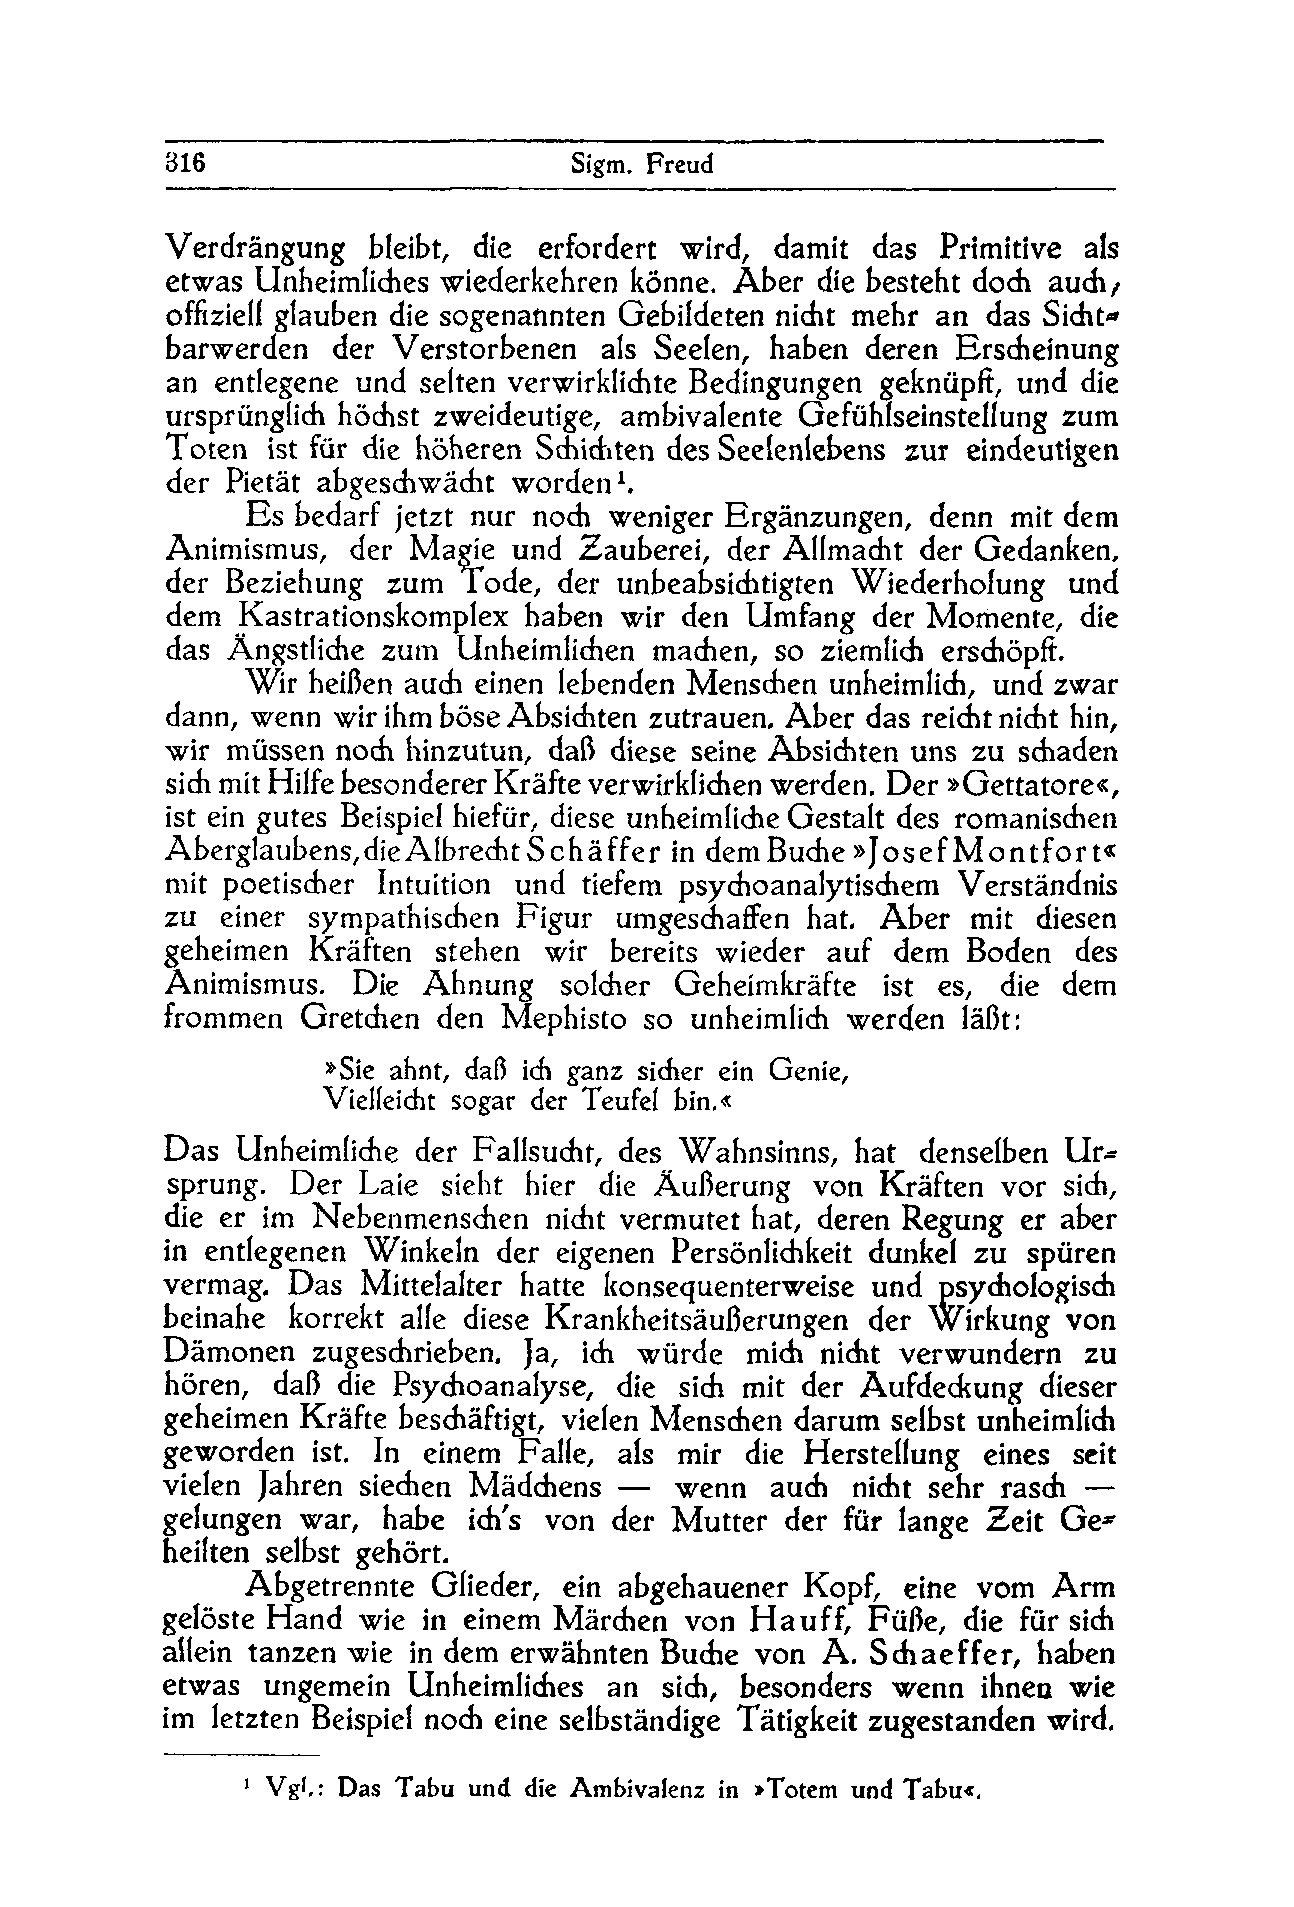 316 Sigm. Freud
Verdrängung bleibt, die erfordert wird, damit das Primitive als
etwas Unheimliches wiederkehren könne. Aber die besteht doch auch,
offiziell glauben die sogenannten Gebildeten nicht mehr an das Sicht-
barwerden der Verstorbenen als Seelen, haben deren Erscheinung
an entlegene und selten verwirklichte Bedingungen geknüpft, und die
ursprünglich höchst zweideutige, ambivalente Gefühlseinstellung zum
Toten ist für die höheren Schichten des Seelenlebens zur eindeutigen
der Pietät abgeschwächt worden¹.
Es bedarf jetzt nur noch weniger Ergänzungen, denn mit dem
Animismus, der Magie und Zauberei, der Allmacht der Gedanken,
der Beziehung zum Tode, der unbeabsichtigten Wiederholung und
dem Kastrationskomplex haben wir den Umfang der Momente, die
das Ängstliche zum Unheimlichen machen, so ziemlich erschöpft.
Wir heißen auch einen lebenden Menschen unheimlich, und zwar
dann, wenn wir ihm böse Absichten zutrauen. Aber das reicht nicht hin,
wir müssen noch hinzutun, daß diese seine Absichten uns zu schaden
sich mit Hilfe besonderer Kräfte verwirklichen werden. Der »Gettatore«,
ist ein gutes Beispiel hiefür, diese unheimliche Gestalt des romanischen
Aberglaubens, die Albrecht Schäffer in dem Buche »Josef Montfort«
mit poetischer Intuition und tiefem psychoanalytischem Verständnis
zu einer sympathischen Figur umgeschaffen hat. Aber mit diesen
geheimen Kräften stehen wir bereits wieder auf dem Boden des
Animismus. Die Ahnung solcher Geheimkräfte ist es, die dem
frommen Gretchen den Mephisto so unheimlich werden läßt:
»Sie ahnt, daß ich ganz sicher ein Genie,
Vielleicht sogar der Teufel bin.«
Das Unheimliche der Fallsucht, des Wahnsinns, hat denselben Ur-
sprung. Der Laie sieht hier die Äußerung von Kräften vor sich,
die er im Nebenmenschen nicht vermutet hat, deren Regung er aber
in entlegenen Winkeln der eigenen Persönlichkeit dunkel zu spüren
vermag. Das Mittelalter hatte konsequenterweise und psychologisch
beinahe korrekt alle diese Krankheitsäußerungen der Wirkung von
Dämonen zugeschrieben. Ja, ich würde mich nicht verwundern zu
hören, daß die Psychoanalyse, die sich mit der Aufdeckung dieser
geheimen Kräfte beschäftigt, vielen Menschen darum selbst unheimlich
geworden ist. In einem Falle, als mir die Herstellung eines seit
vielen Jahren siechen Mädchens — wenn auch nicht sehr rasch —
gelungen war, habe ich's von der Mutter der für lange Zeit Ge-
heilten selbst gehört.
Abgetrennte Glieder, ein abgehauener Kopf, eine vom Arm
gelöste Hand wie in einem Märchen von Hauff, Füße, die für sich
allein tanzen wie in dem erwähnten Buche von A. Schaeffer, haben
etwas ungemein Unheimliches an sich, besonders wenn ihnen wie
im letzten Beispiel noch eine selbständige Tätigkeit zugestanden wird.
¹ Vgl.: Das Tabu und die Ambivalenz in »Totem und Tabu«.